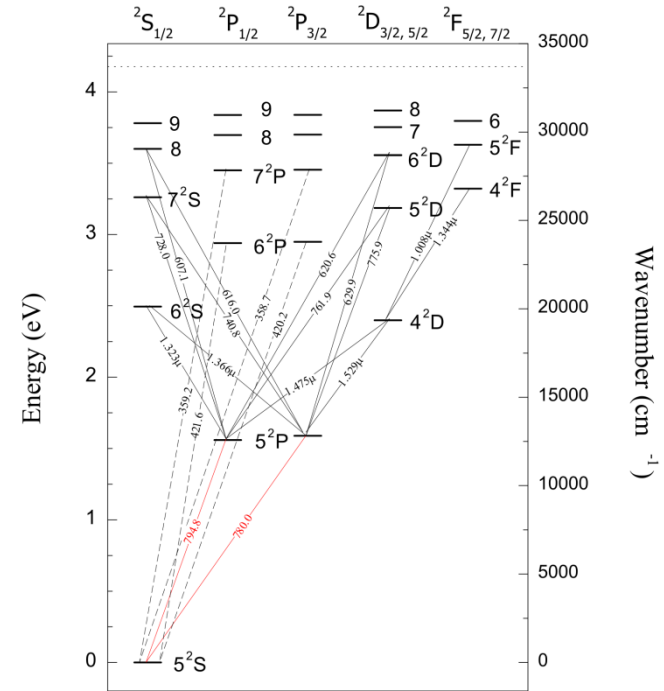 ²S₁/₂ ²P₁/₂ ²P₃/₂ ²D₃/₂, ₅/₂ ²F₅/₂, ₇/₂
35000
4
9
9
8
6
30000
8
8
7
5²F
6²D
7²P
4²F
7²S
5²D
25000
3
6²P
6²S
4²D
20000
2
15000
5²P
10000
1
5000
0
5²S
0
728.0
607.1
616.0
740.8
1.323μ
1.366μ
359.2
421.6
358.7
420.2
620.6
629.9
761.9
775.9
1.008μ
1.344μ
1.475μ
1.529μ
794.8
780.0
Energy (eV)
Wavenumber (cm⁻¹)